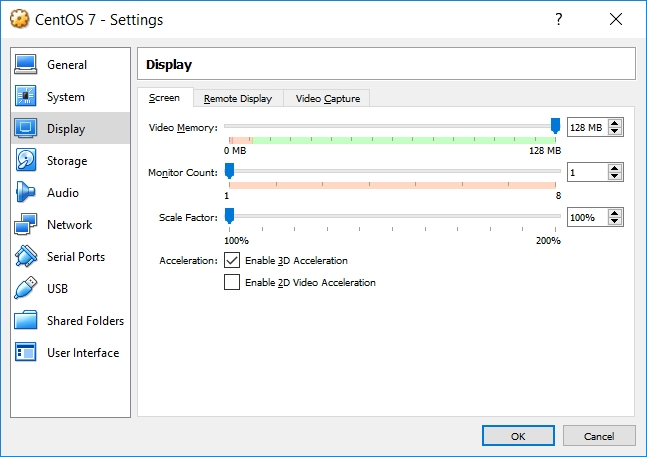 CentOS 7 - Settings
?
General
System
Display
Storage
Audio
Network
Serial Ports
USB
Shared Folders
User Interface
Display
Screen
Remote Display
Video Capture
Video Memory:
128 MB
0 MB
128 MB
Monitor Count:
1
1
8
Scale Factor:
100%
100%
200%
Acceleration:
Enable 3D Acceleration
Enable 2D Video Acceleration
OK
Cancel